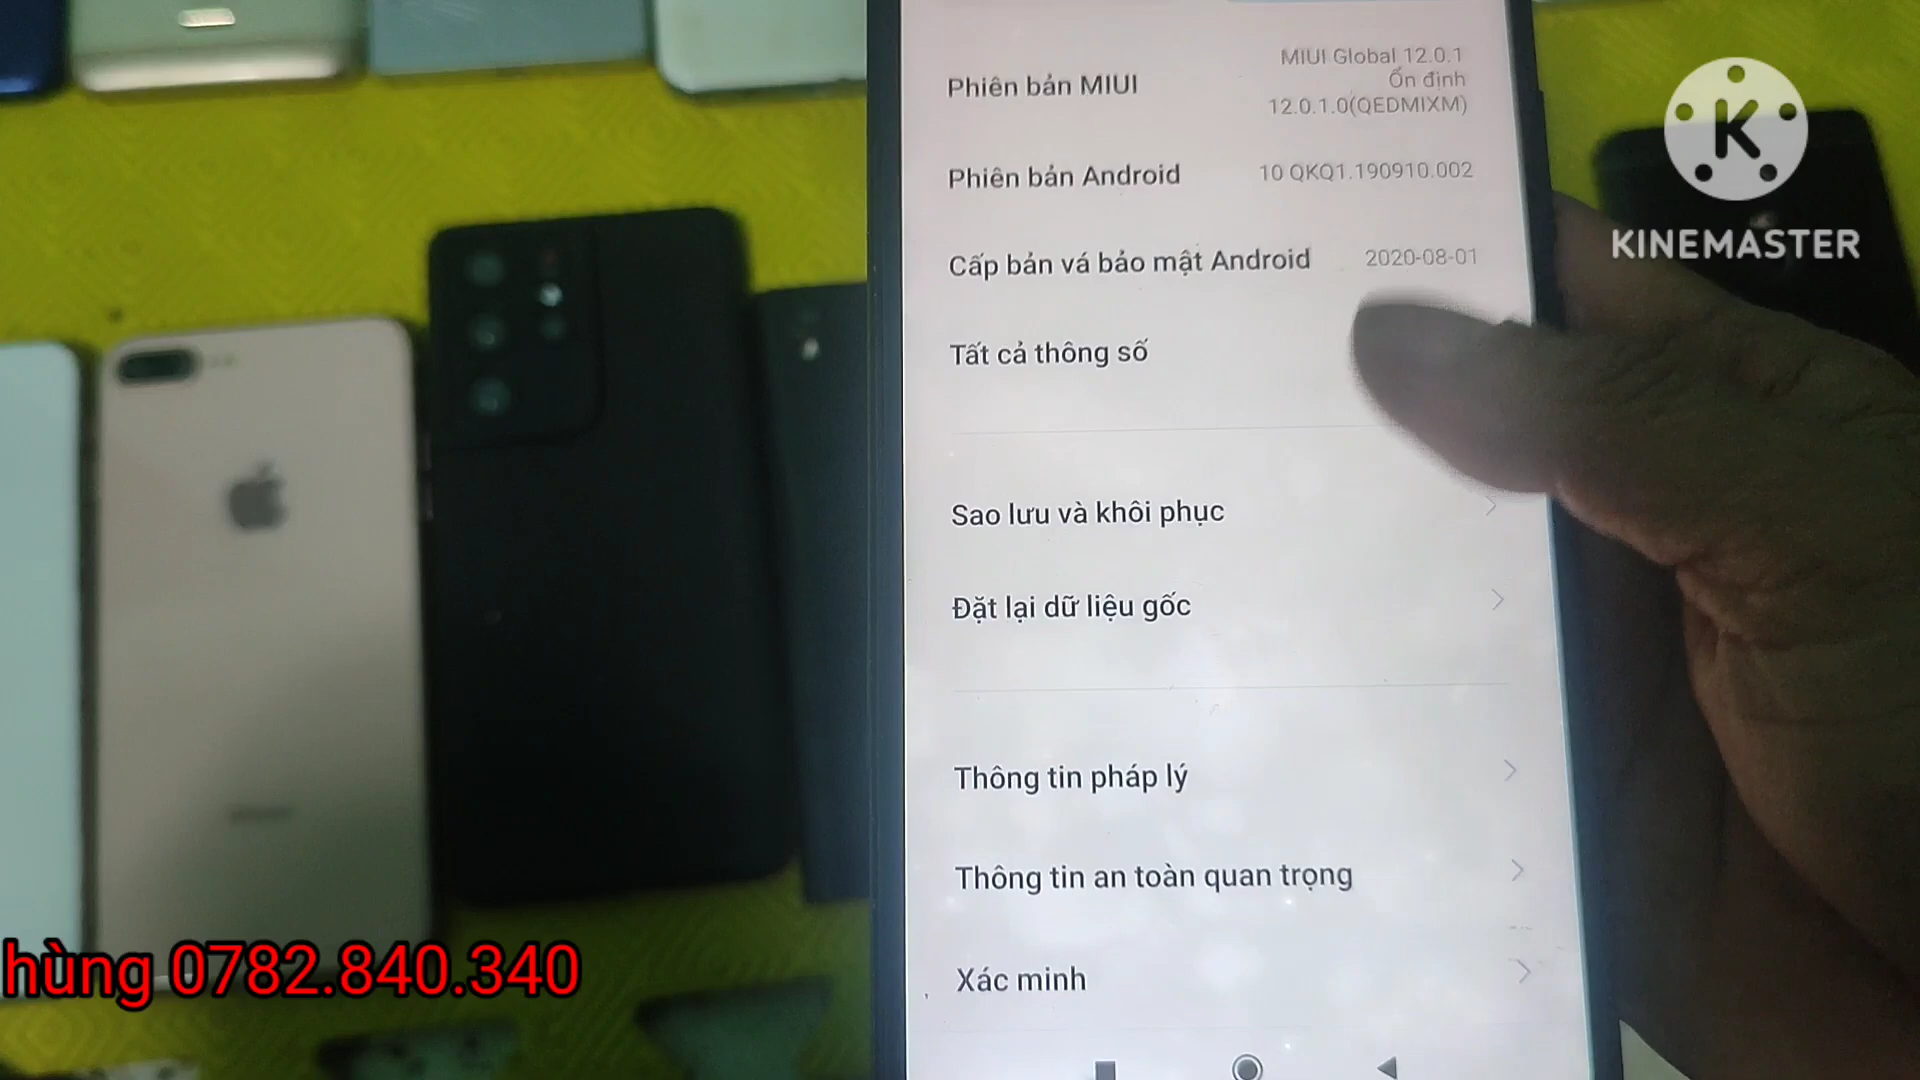 Phiên bản MIUI
MIUI Global 12.0.1
Ổn định
12.0.1.0(QEDMIXM)
Phiên bản Android
10 QKQ1.190910.002
Cấp bản vá bảo mật Android
2020-08-01
Tất cả thông số
Sao lưu và khôi phục
Đặt lại dữ liệu gốc
Thông tin pháp lý
Thông tin an toàn quan trọng
Xác minh
K
KINEMASTER
hùng 0782.840.340